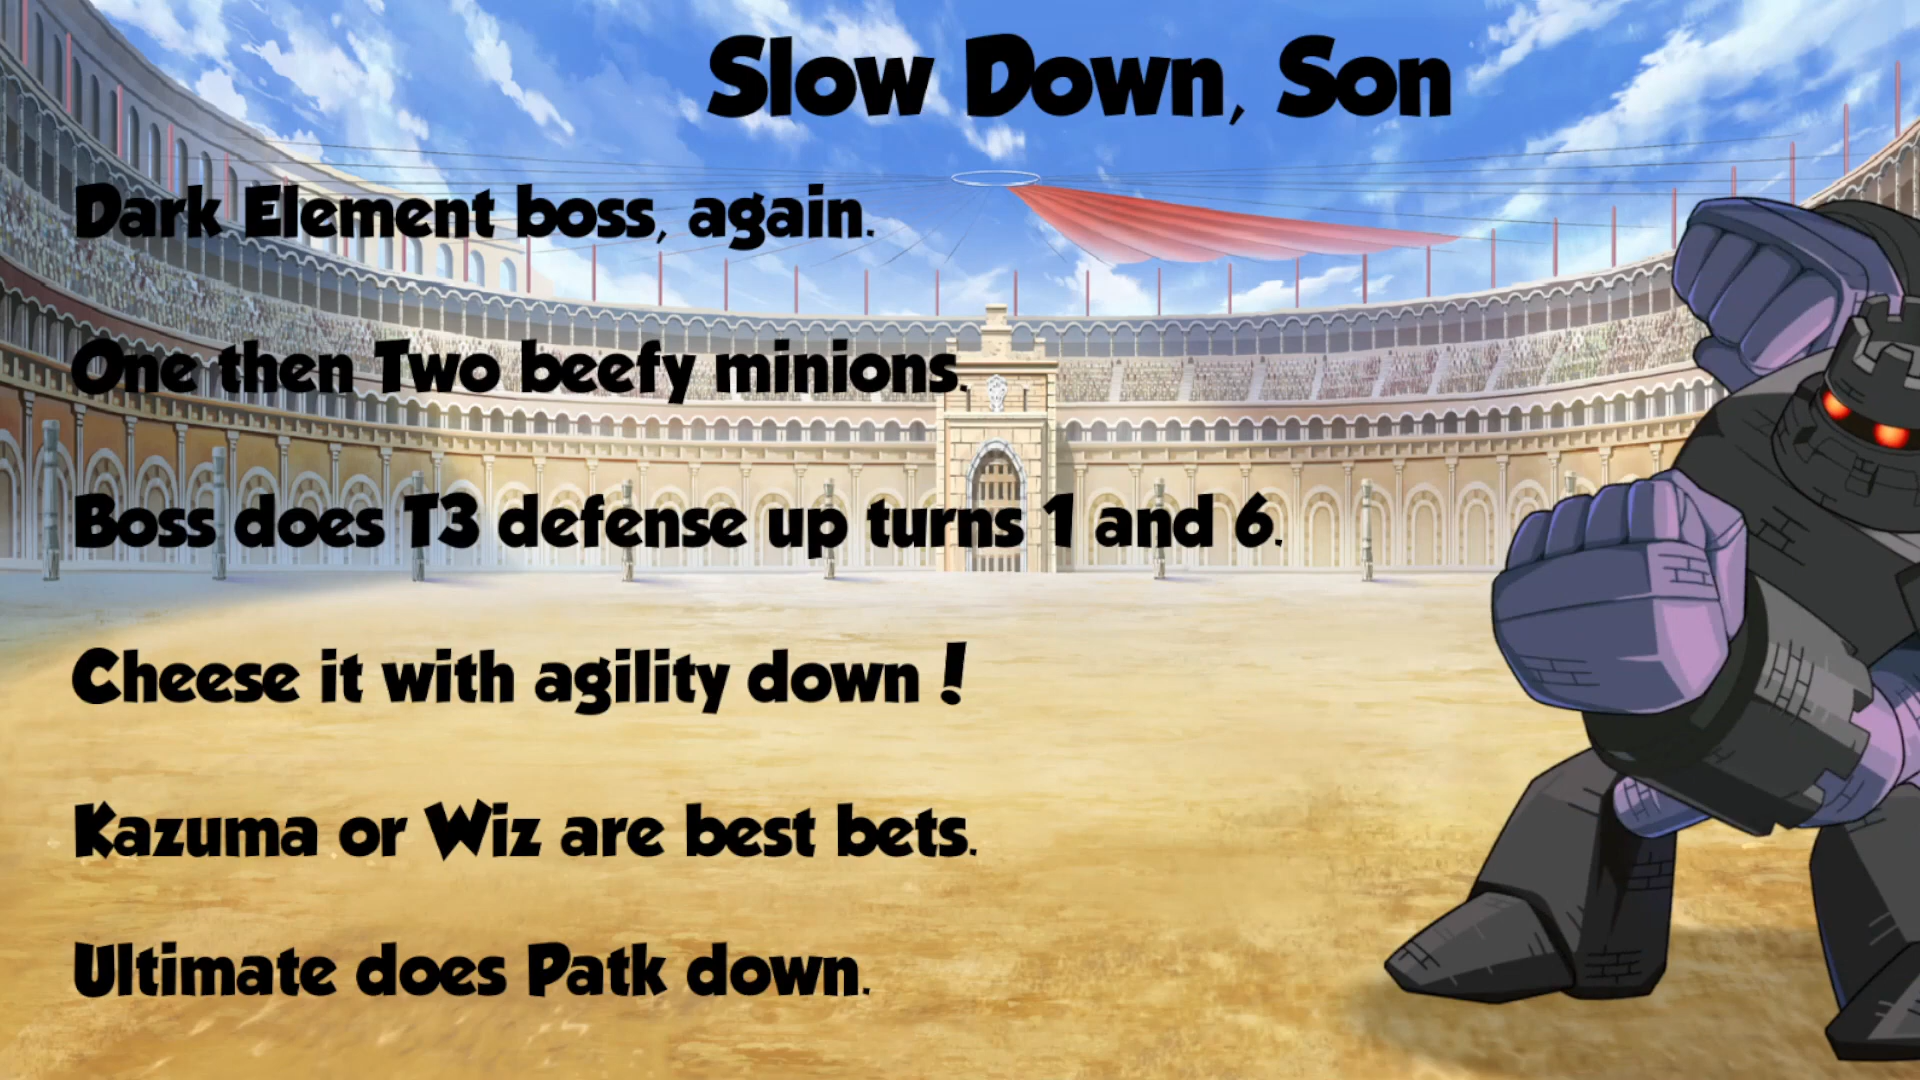 Slow Down, Son
Dark Element boss, again.
One then Two beefy minions.
Boss does T3 defense up turns 1 and 6.
Cheese it with agility down!
Kazuma or Wiz are best bets.
Ultimate does Patk down.